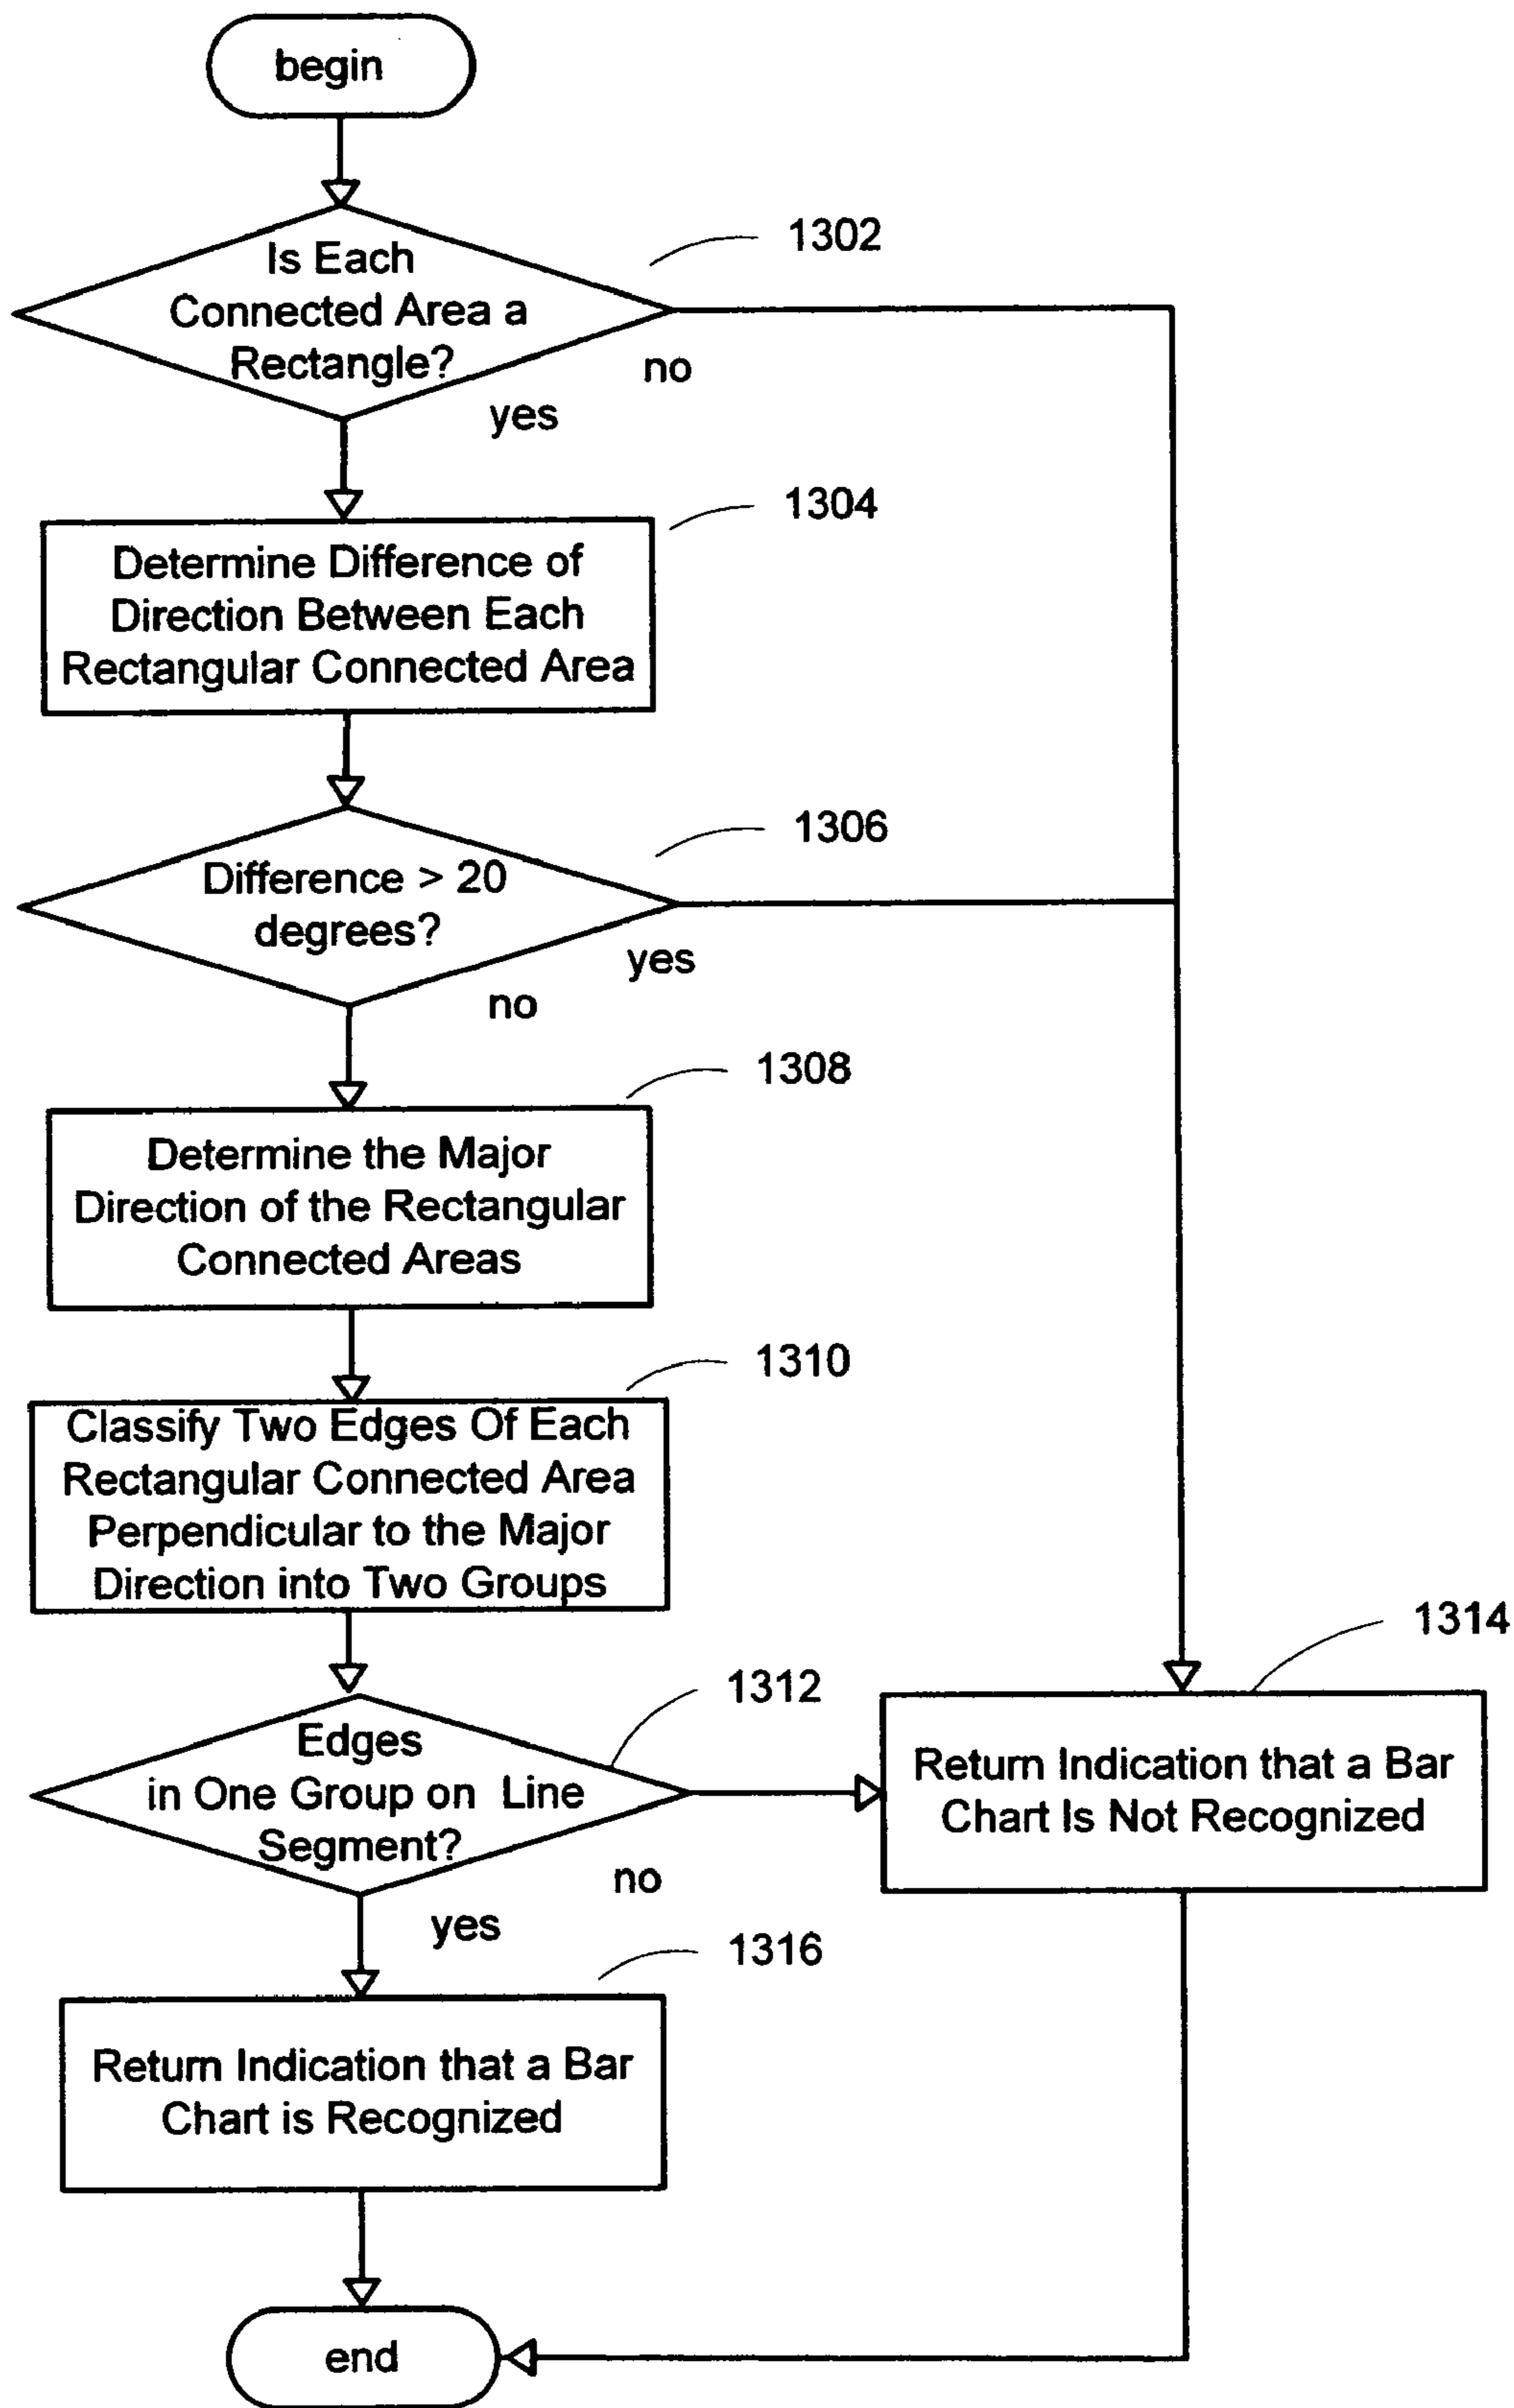 begin
1302
Is Each
Connected Area a
Rectangle?
no
yes
1304
Determine Difference of
Direction Between Each
Rectangular Connected Area
1306
Difference > 20
degrees?
yes
no
1308
Determine the Major
Direction of the Rectangular
Connected Areas
1310
Classify Two Edges Of Each
Rectangular Connected Area
Perpendicular to the Major
Direction into Two Groups
1314
1312
Edges
in One Group on Line
Segment?
no
yes
Return Indication that a Bar
Chart Is Not Recognized
1316
Return Indication that a Bar
Chart is Recognized
end